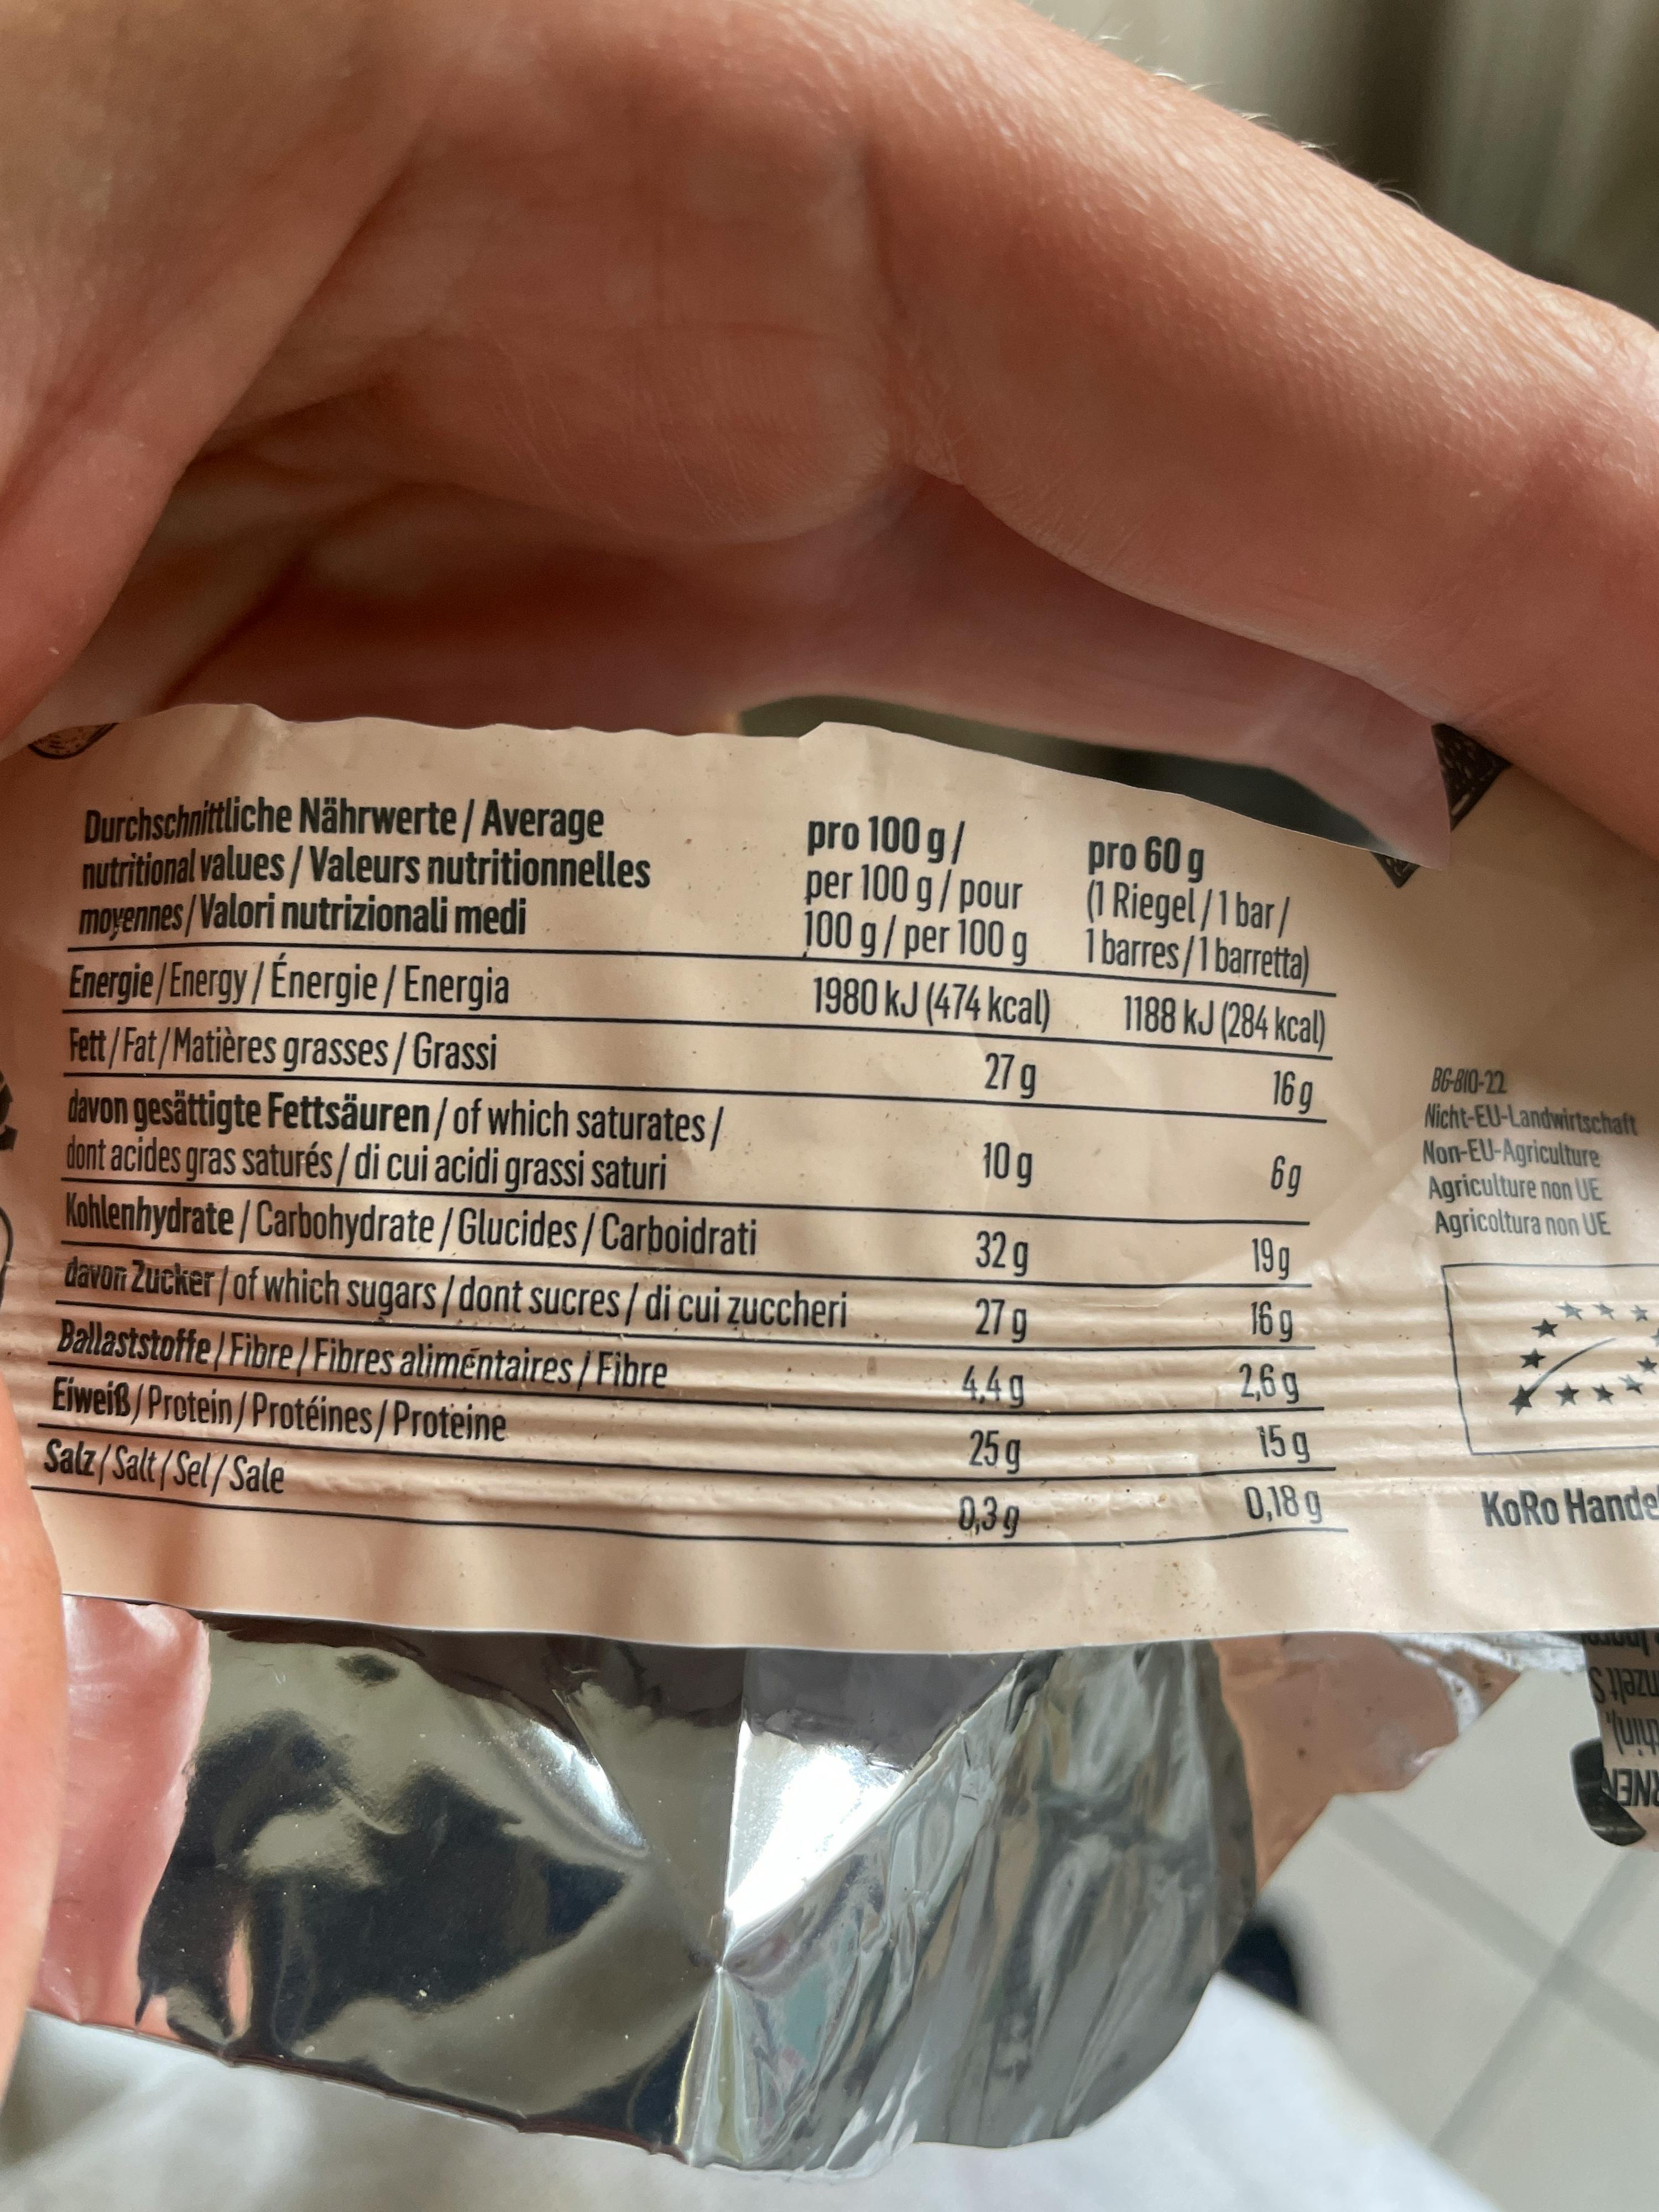 Durchschnittliche Nährwerte / Average
nutritional values / Valeurs nutritionnelles
moyennes / Valori nutrizionali medi
pro 100 g /
per 100 g / pour
100 g / per 100 g
pro 60 g
(1 Riegel / 1 bar /
1 barres / 1 barretta)
Energie / Energy / Énergie / Energia 1980 kJ (474 kcal) 1188 kJ (284 kcal)
Fett / Fat / Matières grasses / Grassi 27 g 16 g
davon gesättigte Fettsäuren / of which saturates /
dont acides gras saturés / di cui acidi grassi saturi 10 g 6 g
Kohlenhydrate / Carbohydrate / Glucides / Carboidrati 32 g 19 g
davon Zucker / of which sugars / dont sucres / di cui zuccheri 27 g 16 g
Ballaststoffe / Fibre / Fibres alimentaires / Fibre 4,4 g 2,6 g
Eiweiß / Protein / Protéines / Proteine 25 g 15 g
Salz / Salt / Sel / Sale 0,3 g 0,18 g
BG-BIO-22
Nicht-EU-Landwirtschaft
Non-EU-Agriculture
Agriculture non UE
Agricoltura non UE
KoRo Handel